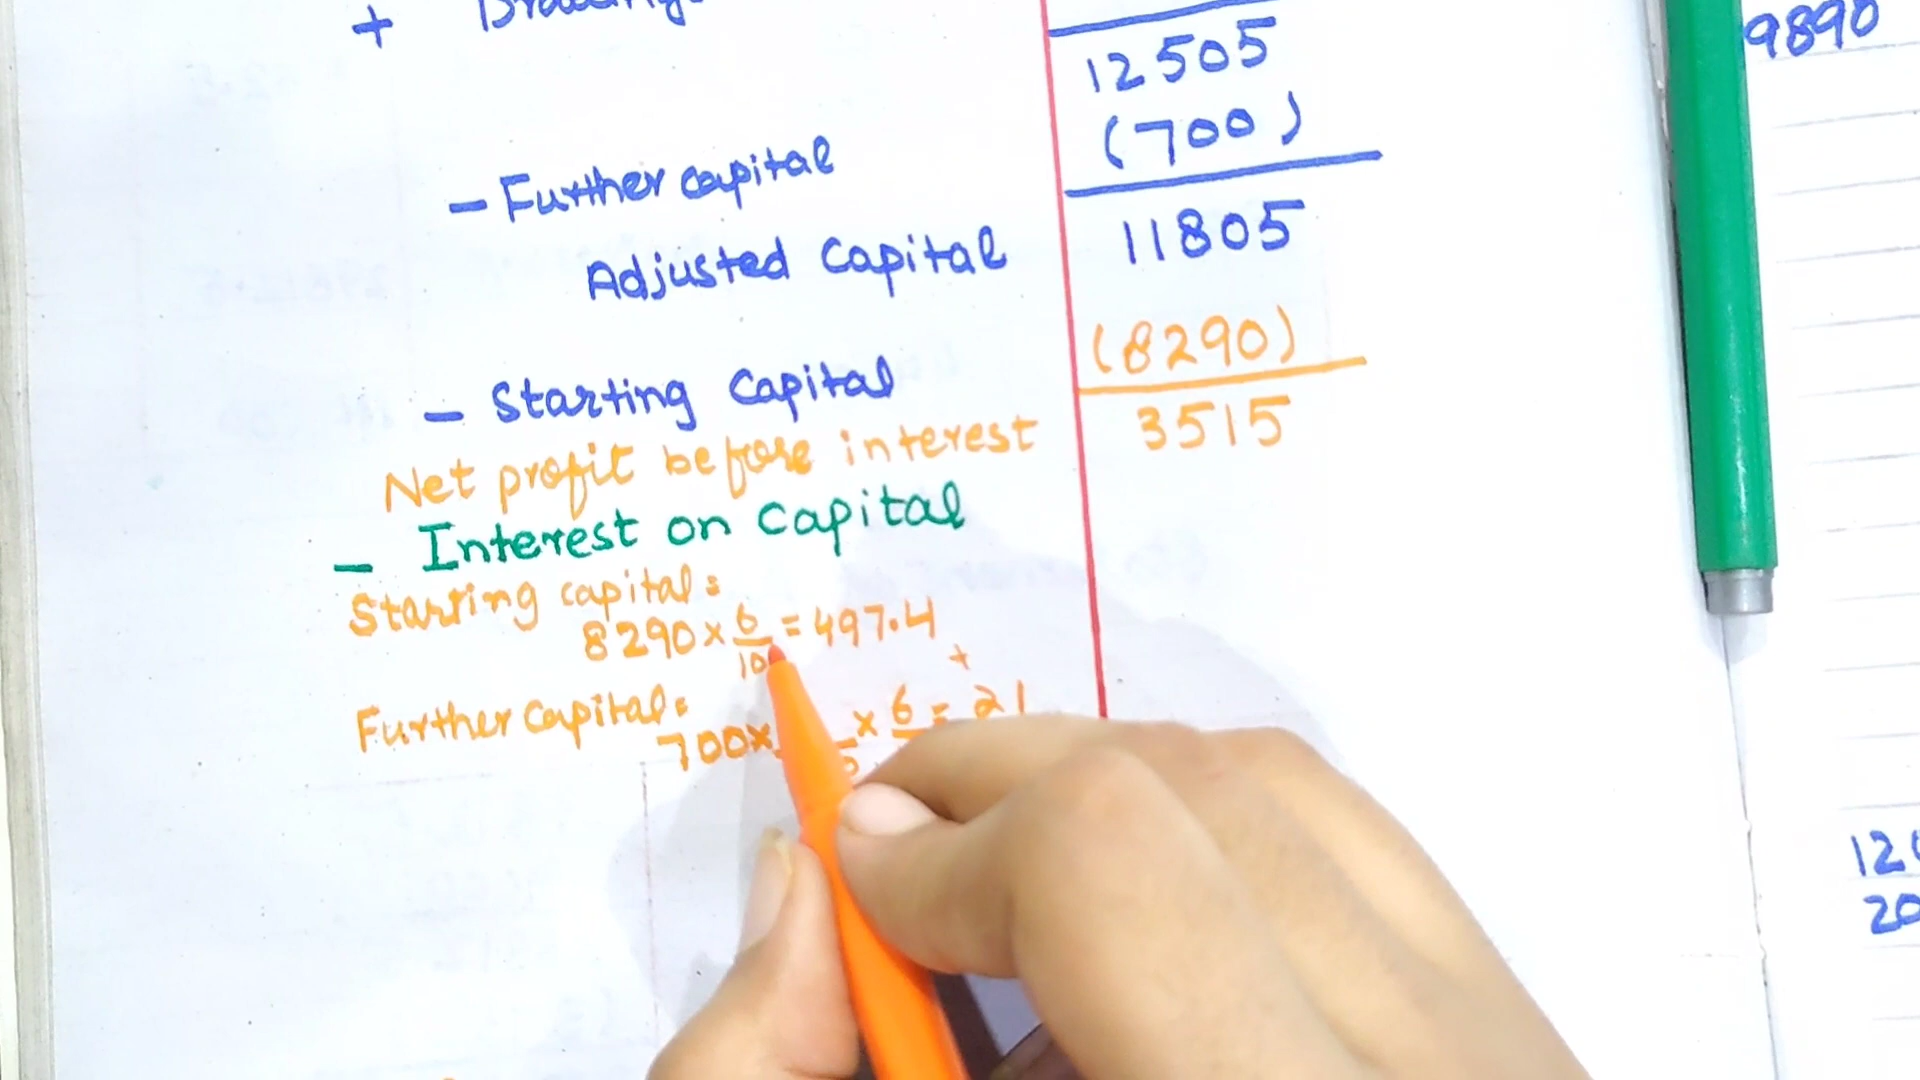 +
12505
(700)
- Further capital
Adjusted Capital 11805
- Starting Capital (8290)
Net profit before interest 3515
- Interest on Capital
Starting capital =
8290 × 6/10 = 497.4
+
Further Capital =
700 × × 6 = 21
9890